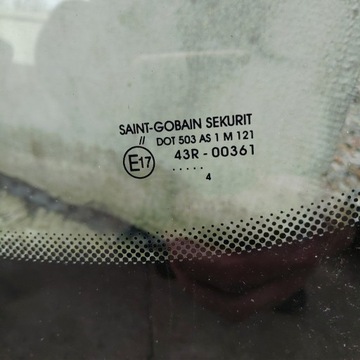 SAINT-GOBAIN SEKURIT
// DOT 503 AS 1 M 121
E17 43R - 00361
.....
4